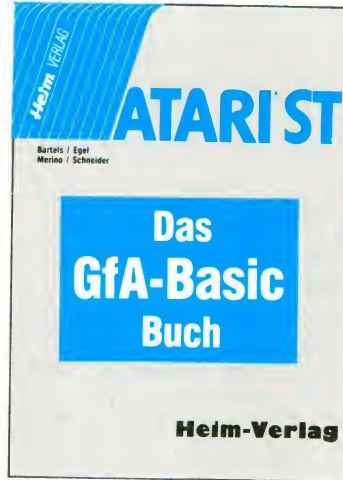 Heim VERLAG
ATARI ST
Bartels / Egel
Merino / Schneider
Das
GfA-Basic
Buch
Heim-Verlag